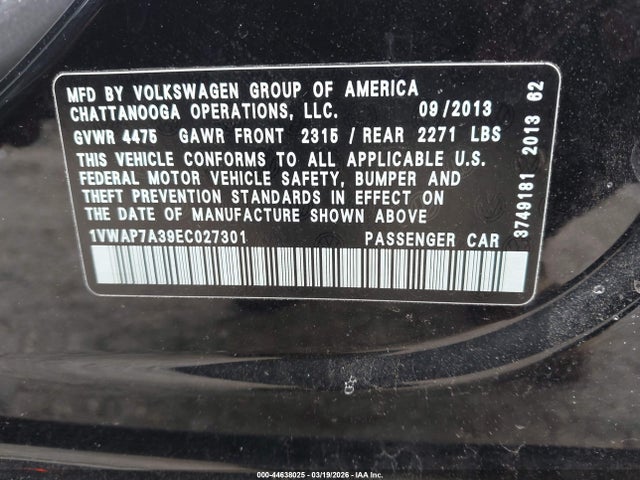 MFD BY VOLKSWAGEN GROUP OF AMERICA
CHATTANOOGA OPERATIONS, LLC. 09/2013
GVWR 4475 GAWR FRONT 2315 / REAR 2271 LBS
THIS VEHICLE CONFORMS TO ALL APPLICABLE U.S.
FEDERAL MOTOR VEHICLE SAFETY, BUMPER AND
THEFT PREVENTION STANDARDS IN EFFECT ON
DATE OF MANUFACTURE SHOWN ABOVE
1VWAP7A39EC027301 PASSENGER CAR
3749181 2013 62
000-44638025 - 03/19/2026 - IAA Inc.